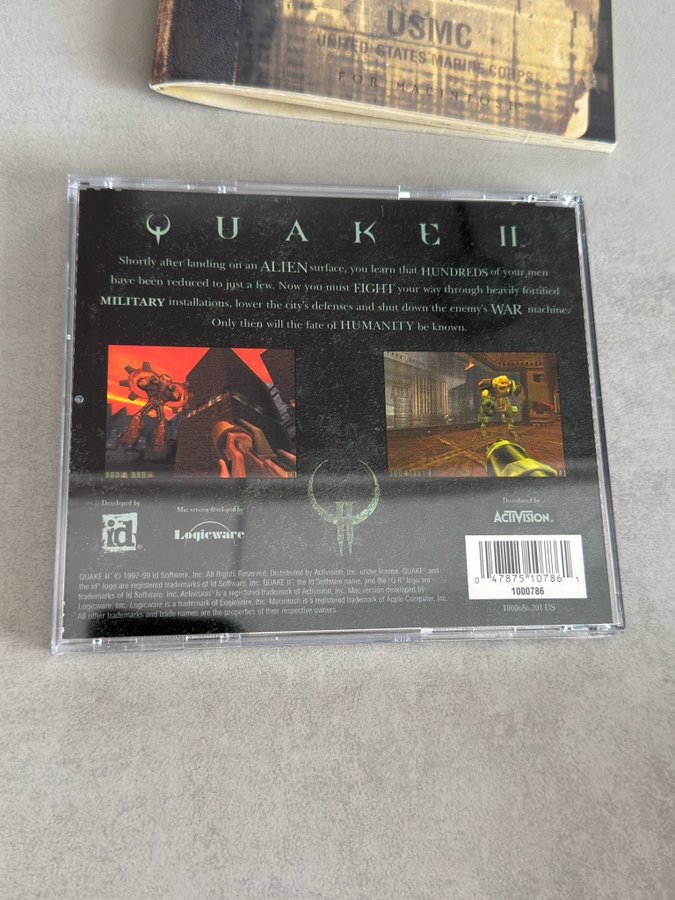 USMC
UNITED STATES MARINE CORPS
FOR MACINTOSH
QUAKE II™
Shortly after landing on an ALIEN surface, you learn that HUNDREDS of your men
have been reduced to just a few. Now you must FIGHT your way through heavily fortified
MILITARY installations, lower the city's defenses and shut down the enemy's WAR machine.
Only then will the fate of HUMANITY be known.
Developed by
id
Mac version developed by
Logicware
Distributed by
ACTIVISION
QUAKE II™ © 1997-99 Id Software, Inc. All Rights Reserved. Distributed by Activision, Inc. under license. QUAKE® and
the id® logo are registered trademarks of Id Software, Inc. QUAKE II™, the Id Software name, and the "Q II" logo are
trademarks of Id Software, Inc. Activision® is a registered trademark of Activision, Inc. Mac version developed by
Logicware, Inc. Logicware is a trademark of Logicware, Inc. Macintosh is a registered trademark of Apple Computer, Inc.
All other trademarks and trade names are the properties of their respective owners.
0 47875 10786 1
1000786
1000686.201 US